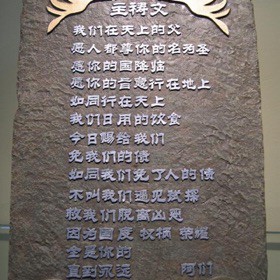 主祷文
我们在天上的父
愿人都尊你的名为圣
愿你的国降临
愿你的旨意行在地上
如同行在天上
我们日用的饮食
今日赐给我们
免我们的债
如同我们免了人的债
不叫我们遇见试探
救我们脱离凶恶
因为国度 权柄 荣耀
全是你的
直到永远 阿们